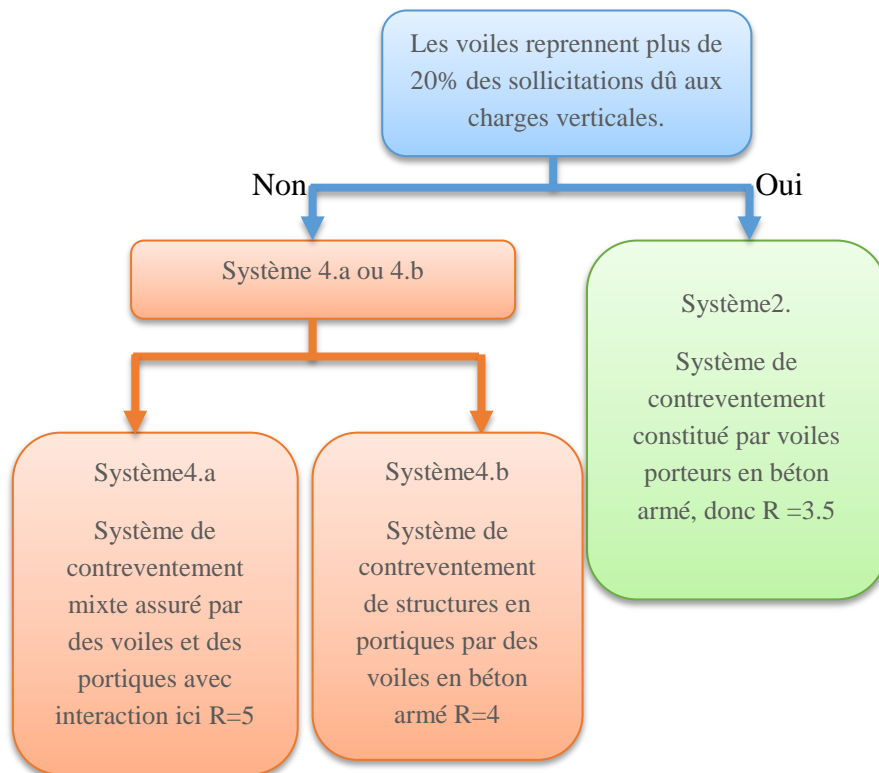 Les voiles reprennent plus de
20% des sollicitations dû aux
charges verticales.
Non
Oui
Système 4.a ou 4.b
Système2.
Système de
contreventement
constitué par voiles
porteurs en béton
armé, donc R =3.5
Système4.a
Système de
contreventement
mixte assuré par
des voiles et des
portiques avec
interaction ici R=5
Système4.b
Système de
contreventement
de structures en
portiques par des
voiles en béton
armé R=4